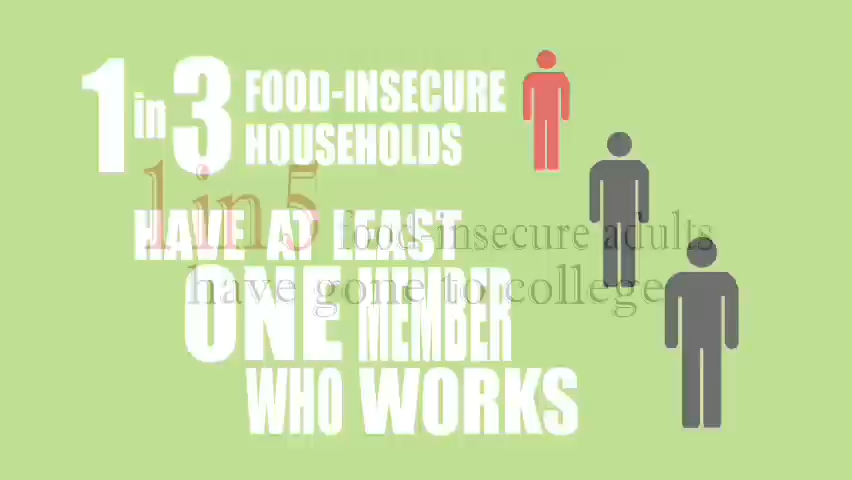 1 in 3 FOOD-INSECURE
HOUSEHOLDS
1 in 5 food-insecure adults
HAVE AT LEAST
have gone to college
ONE MEMBER
WHO WORKS